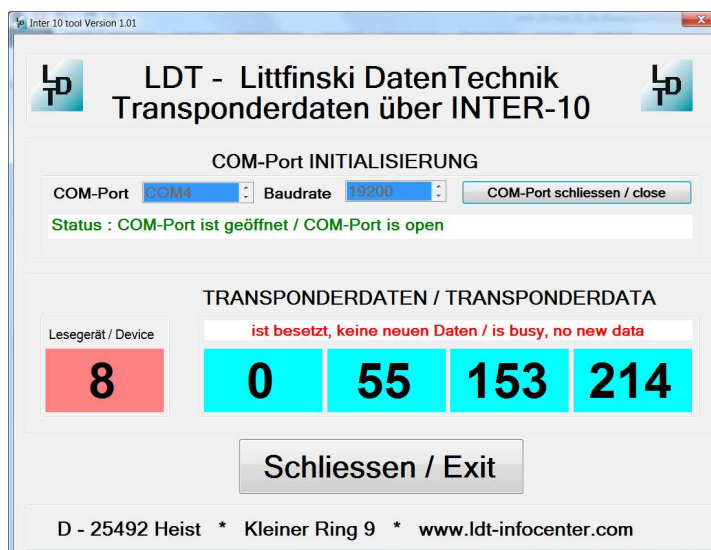 Inter 10 tool Version 1.01
X
LDT
LDT - Littfinski DatenTechnik
Transponderdaten über INTER-10
LDT
COM-Port INITIALISIERUNG
COM-Port COM4 Baudrate 19200 COM-Port schliessen / close
Status : COM-Port ist geöffnet / COM-Port is open
TRANSPONDERDATEN / TRANSPONDERDATA
Lesegerät / Device ist besetzt, keine neuen Daten / is busy, no new data
8 0 55 153 214
Schliessen / Exit
D - 25492 Heist * Kleiner Ring 9 * www.ldt-infocenter.com